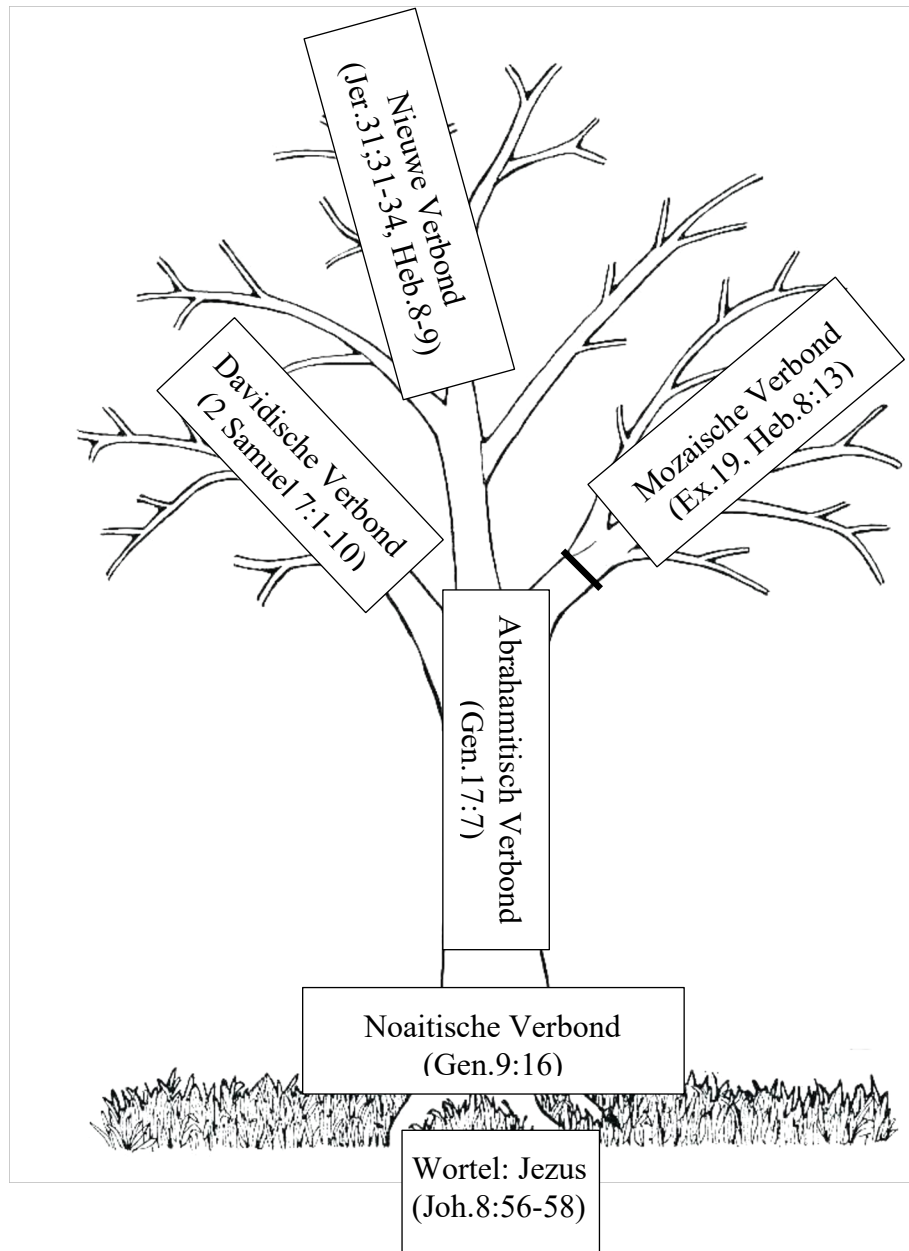 Nieuwe Verbond
(Jer.31;31-34, Heb.8-9)
Davidische Verbond
(2 Samuel 7:1-10)
Mozaische Verbond
(Ex.19, Heb.8:13)
Abrahamitisch Verbond
(Gen.17:7)
Noaitische Verbond
(Gen.9:16)
Wortel: Jezus
(Joh.8:56-58)